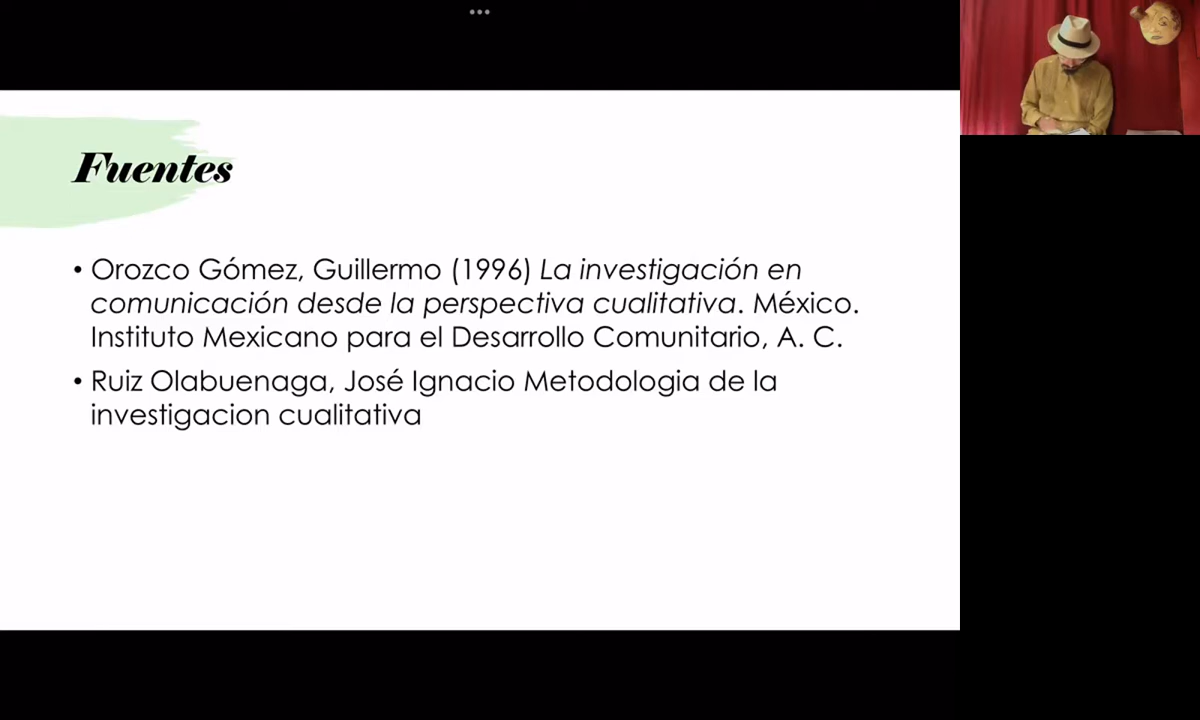 Fuentes
• Orozco Gómez, Guillermo (1996) La investigación en
comunicación desde la perspectiva cualitativa. México.
Instituto Mexicano para el Desarrollo Comunitario, A. C.
• Ruiz Olabuenaga, José Ignacio Metodologia de la
investigacion cualitativa